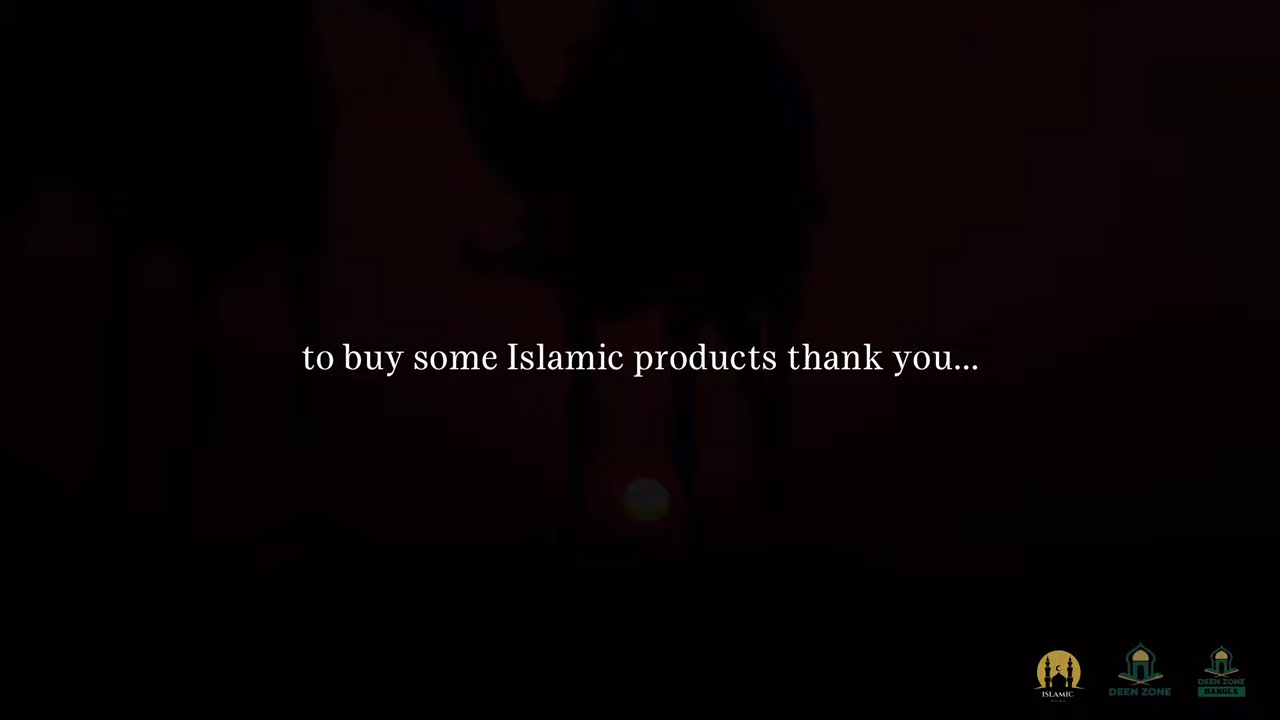 to buy some Islamic products thank you...
ISLAMIC
DEEN ZONE
DEEN ZONE
BANGLA